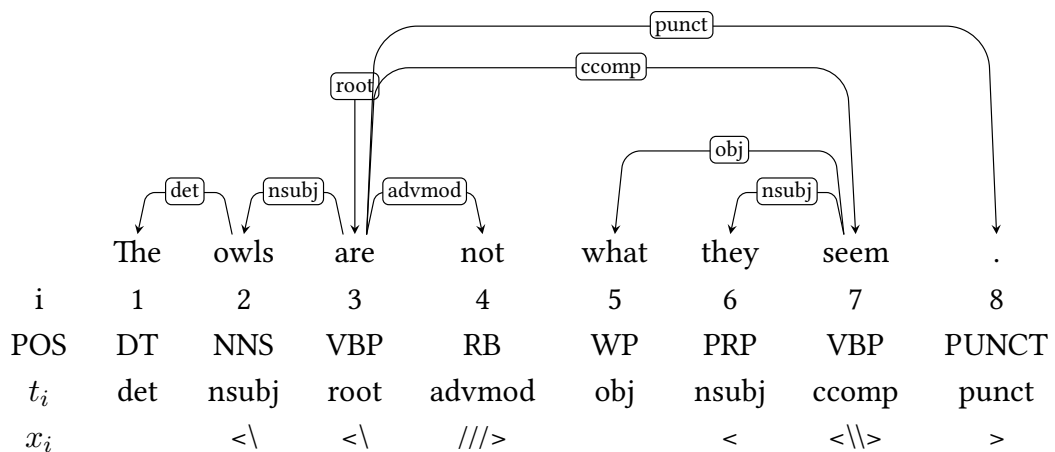 punct
ccomp
root
obj
det nsubj advmod nsubj
The owls are not what they seem .
i 1 2 3 4 5 6 7 8
POS DT NNS VBP RB WP PRP VBP PUNCT
t_i det nsubj root advmod obj nsubj ccomp punct
x_i <\ <\ ///> < <\\> >